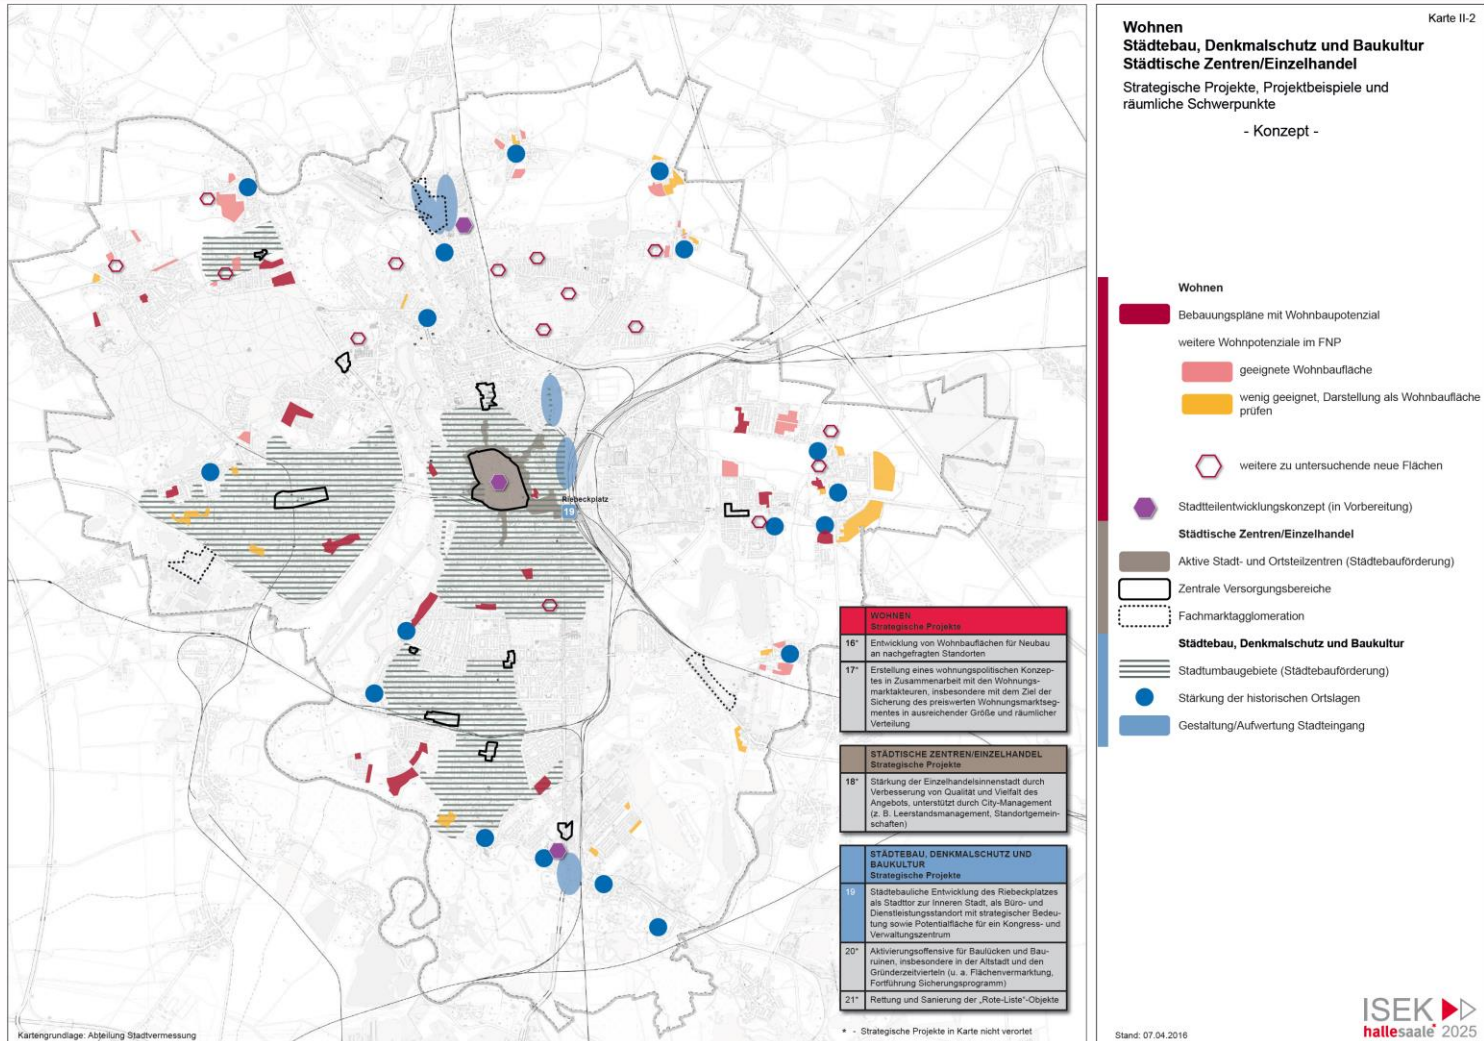 Karte II-2
Wohnen
Städtebau, Denkmalschutz und Baukultur
Städtische Zentren/Einzelhandel
Strategische Projekte, Projektbeispiele und
räumliche Schwerpunkte
- Konzept -
Wohnen
Bebauungspläne mit Wohnbaupotenzial
weitere Wohnpotenziale im FNP
geeignete Wohnbaufläche
wenig geeignet, Darstellung als Wohnbaufläche
prüfen
weitere zu untersuchende neue Flächen
Stadtteilentwicklungskonzept (in Vorbereitung)
Städtische Zentren/Einzelhandel
Aktive Stadt- und Ortsteilzentren (Städtebauförderung)
Zentrale Versorgungsbereiche
Fachmarktagglomeration
Städtebau, Denkmalschutz und Baukultur
Stadtumbaugebiete (Städtebauförderung)
Stärkung der historischen Ortslagen
Gestaltung/Aufwertung Stadteingang
Riebeckplatz
19
WOHNEN
Strategische Projekte
16* Entwicklung von Wohnbauflächen für Neubau
an nachgefragten Standorten
17* Erstellung eines wohnungspolitischen Konzep-
tes in Zusammenarbeit mit den Wohnungs-
marktakteuren, insbesondere mit dem Ziel der
Sicherung des preiswerten Wohnungsmarktseg-
mentes in ausreichender Größe und räumlicher
Verteilung
STÄDTISCHE ZENTREN/EINZELHANDEL
Strategische Projekte
18* Stärkung der Einzelhandelsinnenstadt durch
Verbesserung von Qualität und Vielfalt des
Angebots, unterstützt durch City-Management
(z. B. Leerstandsmanagement, Standortgemein-
schaften)
STÄDTEBAU, DENKMALSCHUTZ UND
BAUKULTUR
Strategische Projekte
19 Städtebauliche Entwicklung des Riebeckplatzes
als Stadttor zur Inneren Stadt, als Büro- und
Dienstleistungsstandort mit strategischer Bedeu-
tung sowie Potentialfläche für ein Kongress- und
Verwaltungszentrum
20* Aktivierungsoffensive für Baulücken und Bau-
ruinen, insbesondere in der Altstadt und den
Gründerzeitvierteln (u. a. Flächenvermarktung,
Fortführung Sicherungsprogramm)
21* Rettung und Sanierung der „Rote-Liste"-Objekte
* - Strategische Projekte in Karte nicht verortet
Kartengrundlage: Abteilung Stadtvermessung
Stand: 07.04.2016
ISEK
hallesaale* 2025